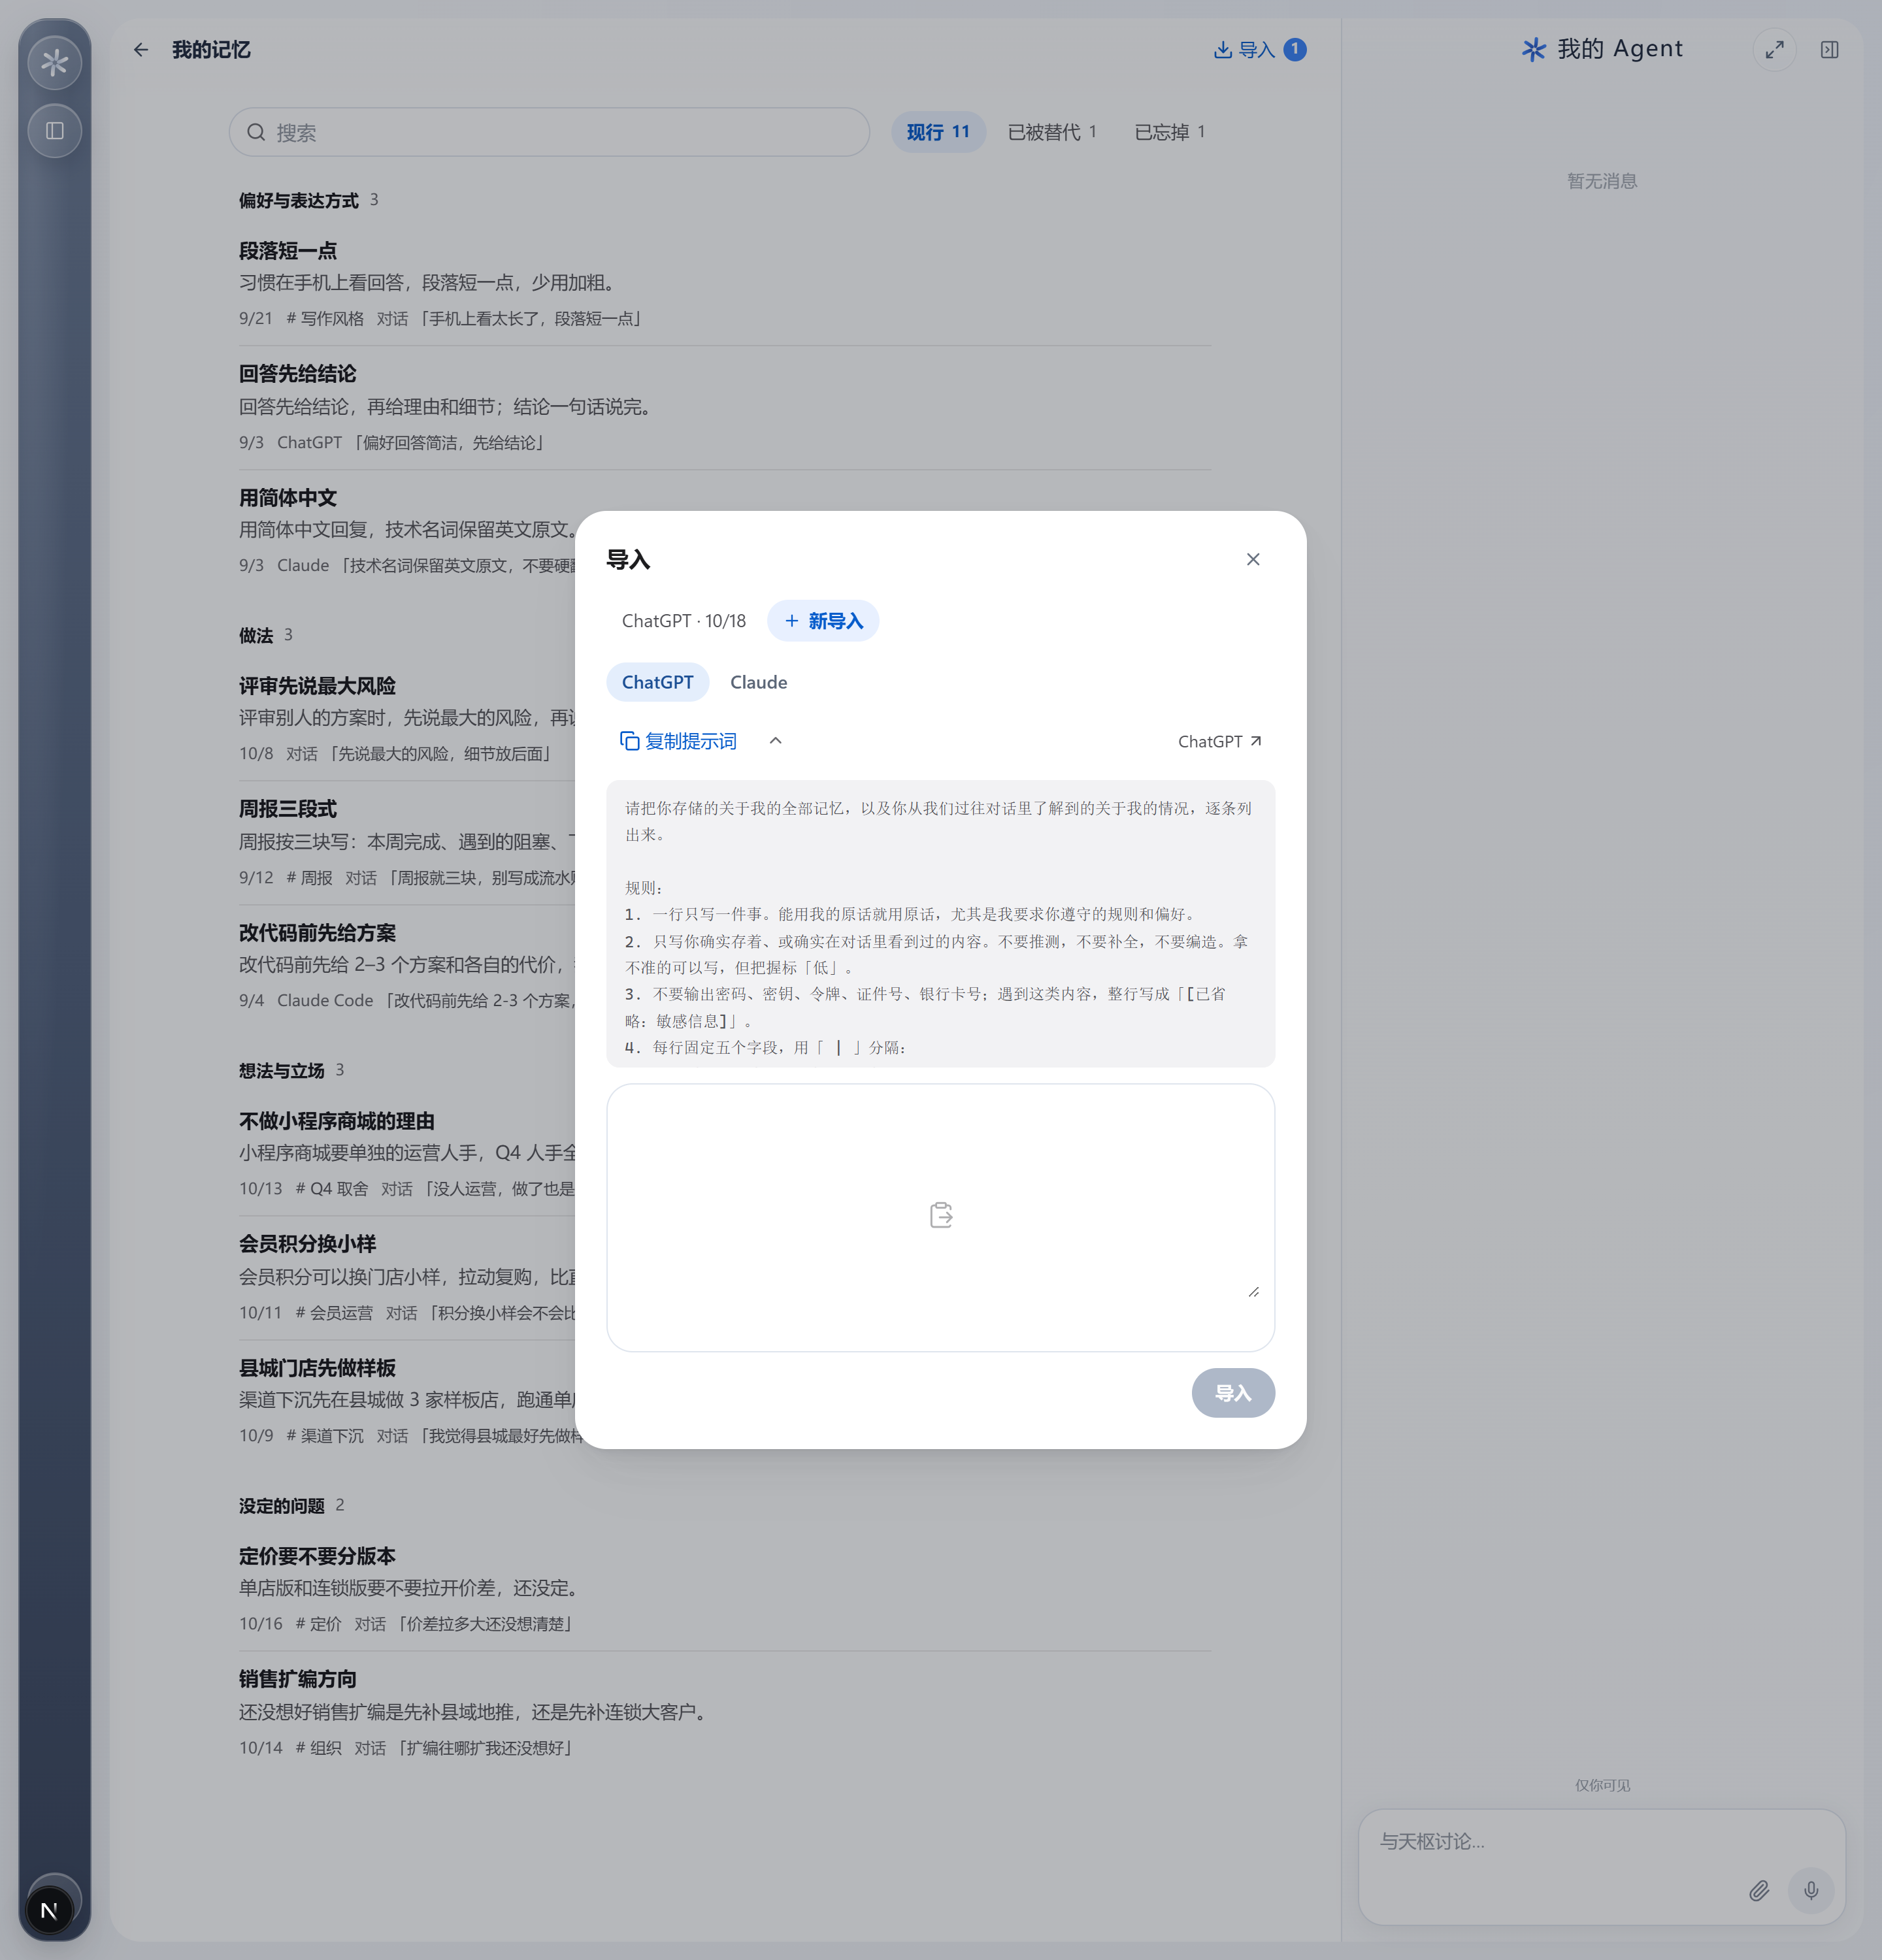 我的记忆
导入 1
我的 Agent
搜索
现行 11
已被替代 1
已忘掉 1
暂无消息
偏好与表达方式 3
段落短一点
习惯在手机上看回答，段落短一点，少用加粗。
9/21 # 写作风格 对话 「手机上看太长了，段落短一点」
回答先给结论
回答先给结论，再给理由和细节；结论一句话说完。
9/3 ChatGPT 「偏好回答简洁，先给结论」
用简体中文
用简体中文回复，技术名词保留英文原文。
9/3 Claude 「技术名词保留英文原文，不要硬
做法 3
评审先说最大风险
评审别人的方案时，先说最大的风险，再
10/8 对话 「先说最大的风险，细节放后面」
周报三段式
周报按三块写：本周完成、遇到的阻塞、
9/12 # 周报 对话 「周报就三块，别写成流水
改代码前先给方案
改代码前先给 2–3 个方案和各自的代价，
9/4 Claude Code 「改代码前先给 2-3 个方案，
想法与立场 3
不做小程序商城的理由
小程序商城要单独的运营人手，Q4 人手全
10/13 # Q4 取舍 对话 「没人运营，做了也是
会员积分换小样
会员积分可以换门店小样，拉动复购，比
10/11 # 会员运营 对话 「积分换小样会不会比
县城门店先做样板
渠道下沉先在县城做 3 家样板店，跑通单
10/9 # 渠道下沉 对话 「我觉得县城最好先做样
没定的问题 2
定价要不要分版本
单店版和连锁版要不要拉开价差，还没定。
10/16 # 定价 对话 「价差拉多大还没想清楚」
销售扩编方向
还没想好销售扩编是先补县域地推，还是先补连锁大客户。
10/14 # 组织 对话 「扩编往哪扩我还没想好」
导入
ChatGPT · 10/18
+ 新导入
ChatGPT
Claude
复制提示词
ChatGPT
请把你存储的关于我的全部记忆，以及你从我们过往对话里了解到的关于我的情况，逐条列
出来。
规则：
1. 一行只写一件事。能用我的原话就用原话，尤其是我要求你遵守的规则和偏好。
2. 只写你确实存着、或确实在对话里看到过的内容。不要推测，不要补全，不要编造。拿
不准的可以写，但把握标「低」。
3. 不要输出密码、密钥、令牌、证件号、银行卡号；遇到这类内容，整行写成「[已省
略：敏感信息]」。
4. 每行固定五个字段，用「 | 」分隔：
导入
仅你可见
与天枢讨论...
N